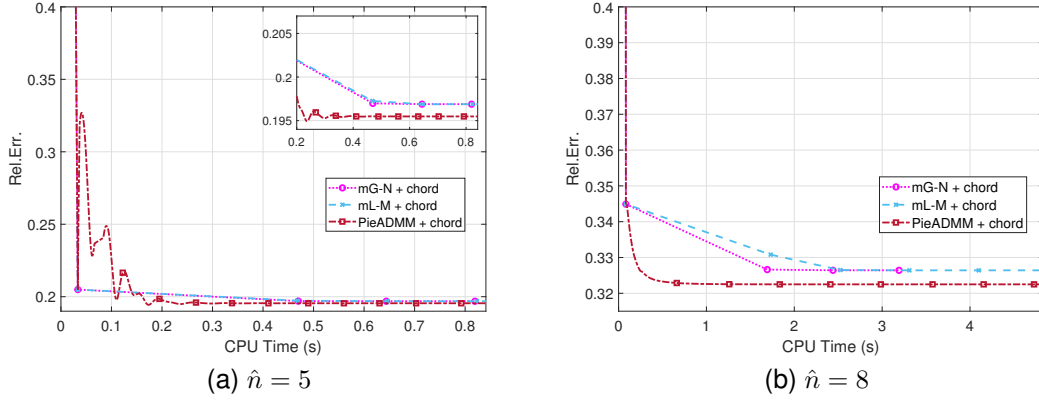 0.4
0.35
0.3
0.25
0.2
Rel.Err.
0 0.1 0.2 0.3 0.4 0.5 0.6 0.7 0.8
CPU Time (s)
0.205
0.2
0.195
0.2 0.4 0.6 0.8
mG-N + chord
mL-M + chord
PieADMM + chord
(a) n̂ = 5
0.4
0.39
0.38
0.37
0.36
0.35
0.34
0.33
0.32
Rel.Err.
0 1 2 3 4
CPU Time (s)
mG-N + chord
mL-M + chord
PieADMM + chord
(b) n̂ = 8